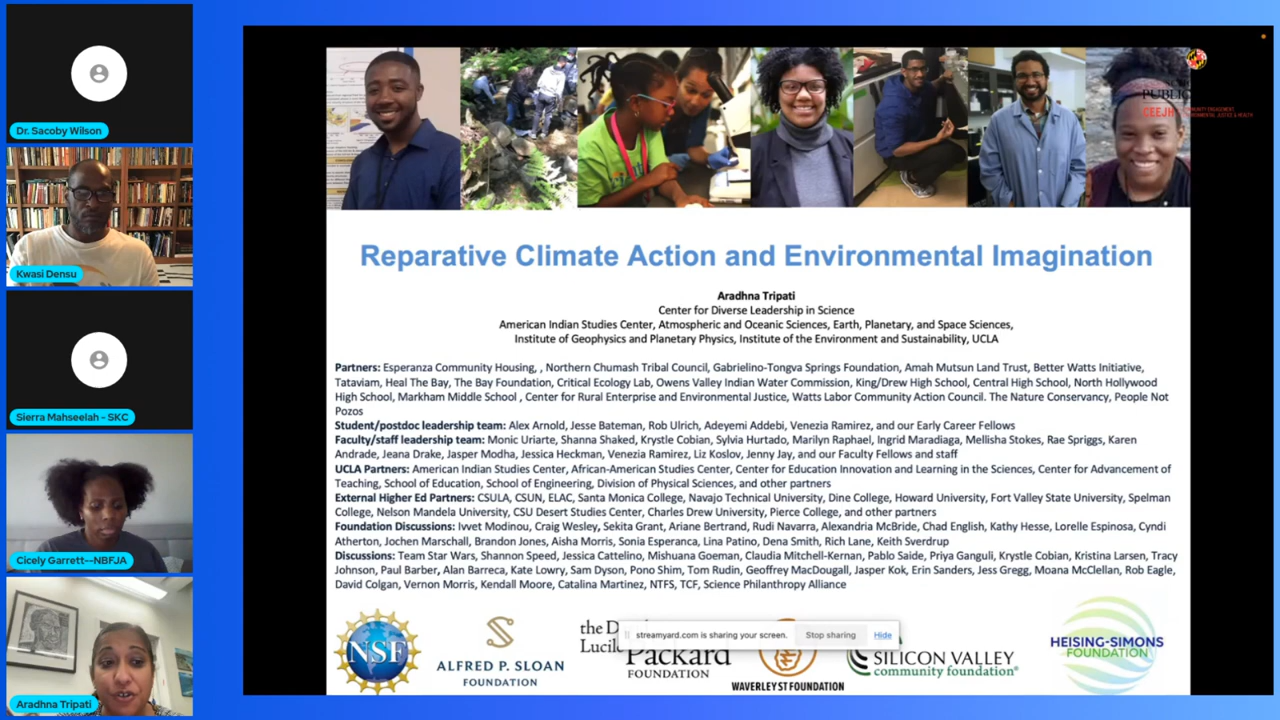 Dr. Sacoby Wilson
Kwasi Densu
Sierra Mahseelah - SKC
Cicely Garrett--NBFJA
Aradhna Tripati
PUBLI
CEEJH
Reparative Climate Action and Environmental Imagination
Aradhna Tripati
Center for Diverse Leadership in Science
American Indian Studies Center, Atmospheric and Oceanic Sciences, Earth, Planetary, and Space Sciences,
Institute of Geophysics and Planetary Physics, Institute of the Environment and Sustainability, UCLA
Partners: Esperanza Community Housing, , Northern Chumash Tribal Council, Gabrielino-Tongva Springs Foundation, Amah Mutsun Land Trust, Better Watts Initiative,
Tataviam, Heal The Bay, The Bay Foundation, Critical Ecology Lab, Owens Valley Indian Water Commission, King/Drew High School, Central High School, North Hollywood
High School, Markham Middle School , Center for Rural Enterprise and Environmental Justice, Watts Labor Community Action Council. The Nature Conservancy, People Not
Pozos
Student/postdoc leadership team: Alex Arnold, Jesse Bateman, Rob Ulrich, Adeyemi Addebi, Venezia Ramirez, and our Early Career Fellows
Faculty/staff leadership team: Monic Uriarte, Shanna Shaked, Krystle Cobian, Sylvia Hurtado, Marilyn Raphael, Ingrid Maradiaga, Mellisha Stokes, Rae Spriggs, Karen
Andrade, Jeana Drake, Jasper Modha, Jessica Heckman, Venezia Ramirez, Liz Koslov, Jenny Jay, and our Faculty Fellows and staff
UCLA Partners: American Indian Studies Center, African-American Studies Center, Center for Education Innovation and Learning in the Sciences, Center for Advancement of
Teaching, School of Education, School of Engineering, Division of Physical Sciences, and other partners
External Higher Ed Partners: CSULA, CSUN, ELAC, Santa Monica College, Navajo Technical University, Dine College, Howard University, Fort Valley State University, Spelman
College, Nelson Mandela University, CSU Desert Studies Center, Charles Drew University, Pierce College, and other partners
Foundation Discussions: Ivvet Modinou, Craig Wesley, Sekita Grant, Ariane Bertrand, Rudi Navarra, Alexandria McBride, Chad English, Kathy Hesse, Lorelle Espinosa, Cyndi
Atherton, Jochen Marschall, Brandon Jones, Aisha Morris, Sonia Esperanca, Lina Patino, Dena Smith, Rich Lane, Keith Sverdrup
Discussions: Team Star Wars, Shannon Speed, Jessica Cattelino, Mishuana Goeman, Claudia Mitchell-Kernan, Pablo Saide, Priya Ganguli, Krystle Cobian, Kristina Larsen, Tracy
Johnson, Paul Barber, Alan Barreca, Kate Lowry, Sam Dyson, Pono Shim, Tom Rudin, Geoffrey MacDougall, Jasper Kok, Erin Sanders, Jess Gregg, Moana McClellan, Rob Eagle,
David Colgan, Vernon Morris, Kendall Moore, Catalina Martinez, NTFS, TCF, Science Philanthropy Alliance
NSF
ALFRED P. SLOAN
FOUNDATION
the D
Lucile
Packard
FOUNDATION
streamyard.com is sharing your screen.
Stop sharing
Hide
WAVERLEY ST FOUNDATION
SILICON VALLEY
community foundation®
HEISING-SIMONS
FOUNDATION